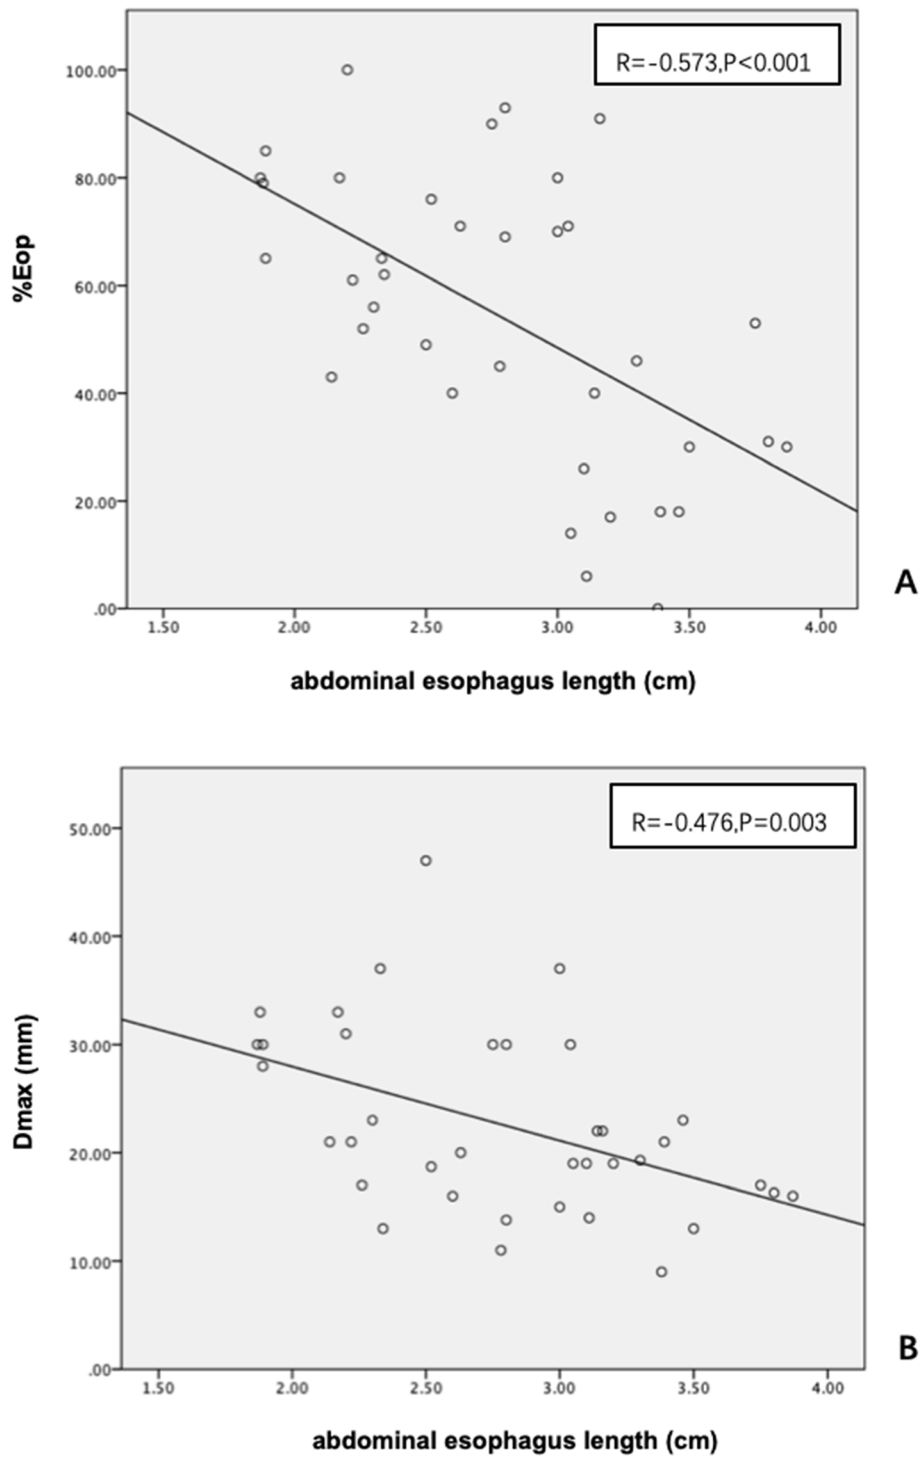 R=-0.573,P<0.001
100.00
80.00
60.00
40.00
20.00
.00
%Eop
1.50 2.00 2.50 3.00 3.50 4.00
abdominal esophagus length (cm)
A
R=-0.476,P=0.003
50.00
40.00
30.00
20.00
10.00
.00
Dmax (mm)
1.50 2.00 2.50 3.00 3.50 4.00
abdominal esophagus length (cm)
B